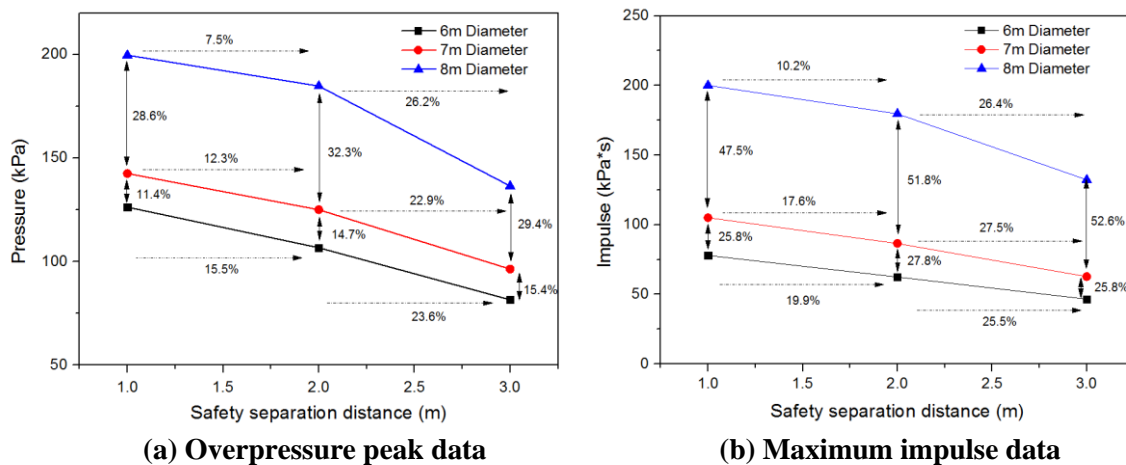 6m Diameter
7m Diameter
8m Diameter
200
150
100
50
Pressure (kPa)
7.5%
26.2%
28.6%
32.3%
12.3%
22.9%
29.4%
11.4%
14.7%
15.5%
15.4%
23.6%
1.0 1.5 2.0 2.5 3.0
Safety separation distance (m)
(a) Overpressure peak data
6m Diameter
7m Diameter
8m Diameter
250
200
150
100
50
0
Impulse (kPa*s)
10.2%
26.4%
47.5%
51.8%
52.6%
17.6%
27.5%
25.8%
27.8%
25.8%
19.9%
25.5%
1.0 1.5 2.0 2.5 3.0
Safety separation distance (m)
(b) Maximum impulse data